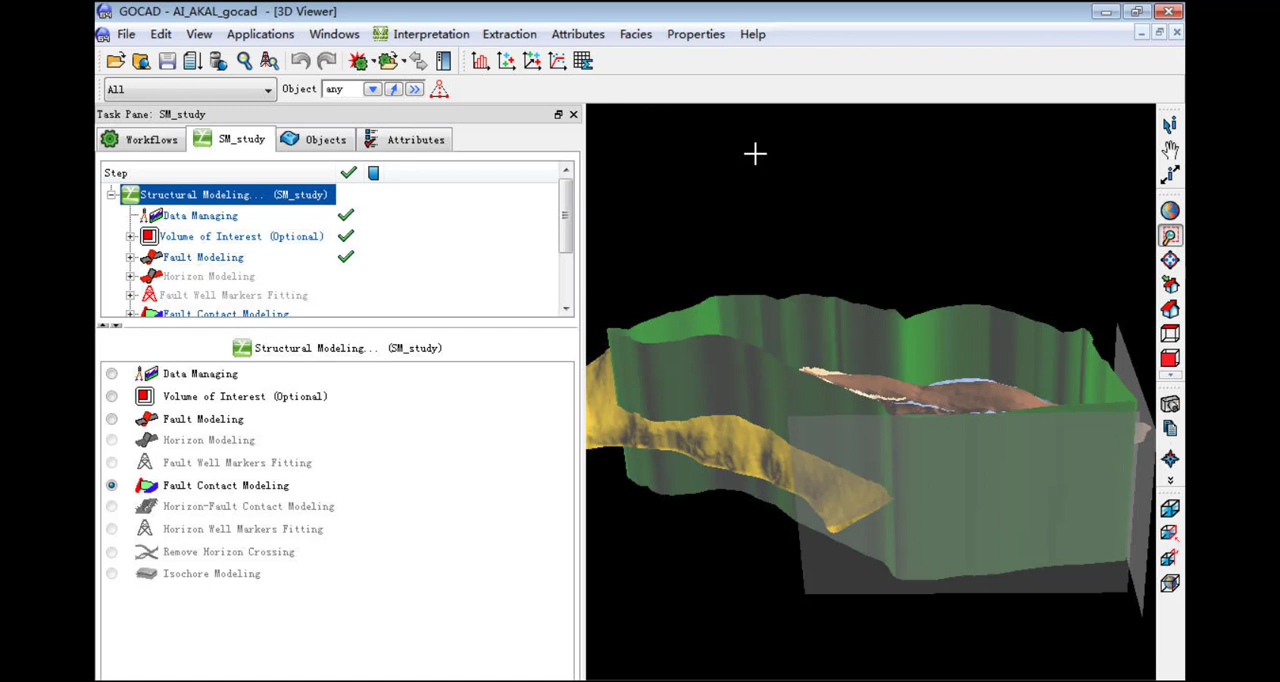 GOCAD - AI_AKAL_gocad - [3D Viewer]
File Edit View Applications Windows Interpretation Extraction Attributes Facies Properties Help
All Object any
Task Pane: SM_study
Workflows SM_study Objects Attributes
Step
Structural Modeling... (SM_study)
Data Managing
Volume of Interest (Optional)
Fault Modeling
Horizon Modeling
Fault Well Markers Fitting
Fault Contact Modeling
Structural Modeling... (SM_study)
Data Managing
Volume of Interest (Optional)
Fault Modeling
Horizon Modeling
Fault Well Markers Fitting
Fault Contact Modeling
Horizon-Fault Contact Modeling
Horizon Well Markers Fitting
Remove Horizon Crossing
Isochore Modeling